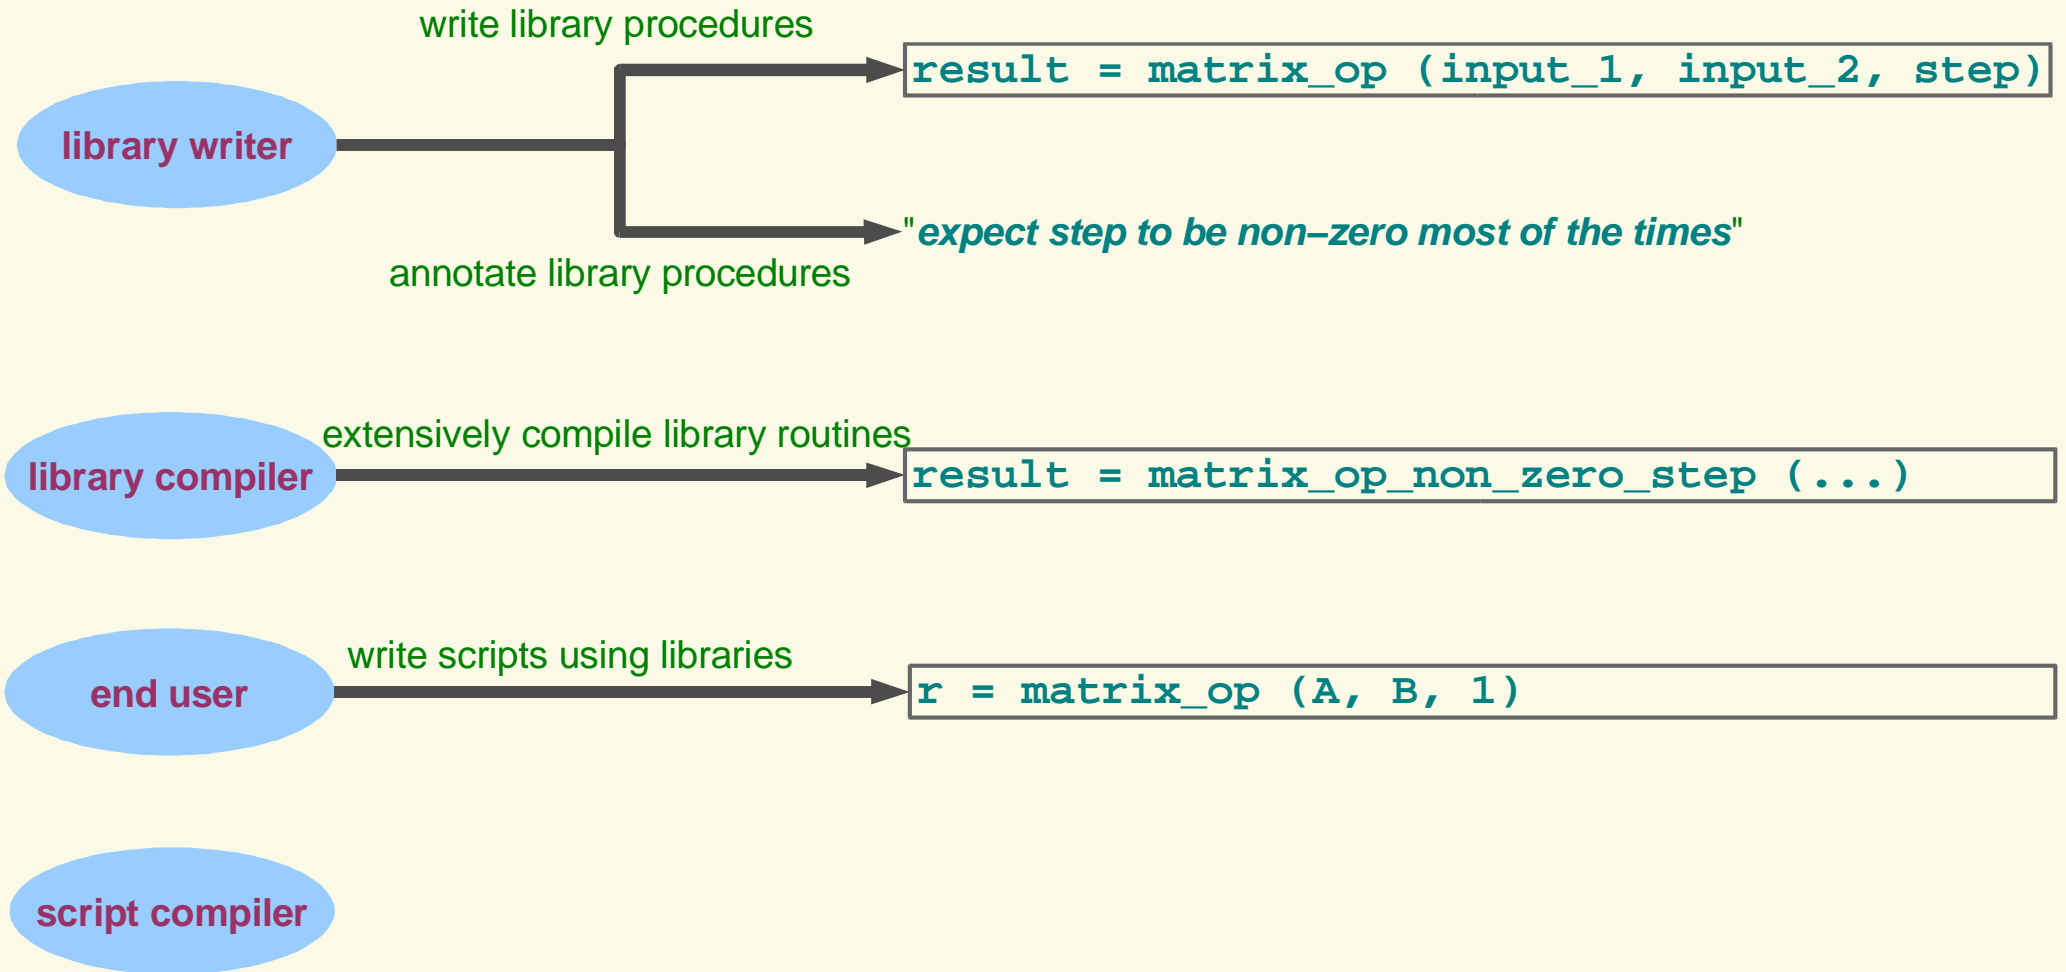 write library procedures
result = matrix_op (input_1, input_2, step)
library writer
"expect step to be non–zero most of the times"
annotate library procedures
extensively compile library routines
library compiler
result = matrix_op_non_zero_step (...)
write scripts using libraries
end user
r = matrix_op (A, B, 1)
script compiler